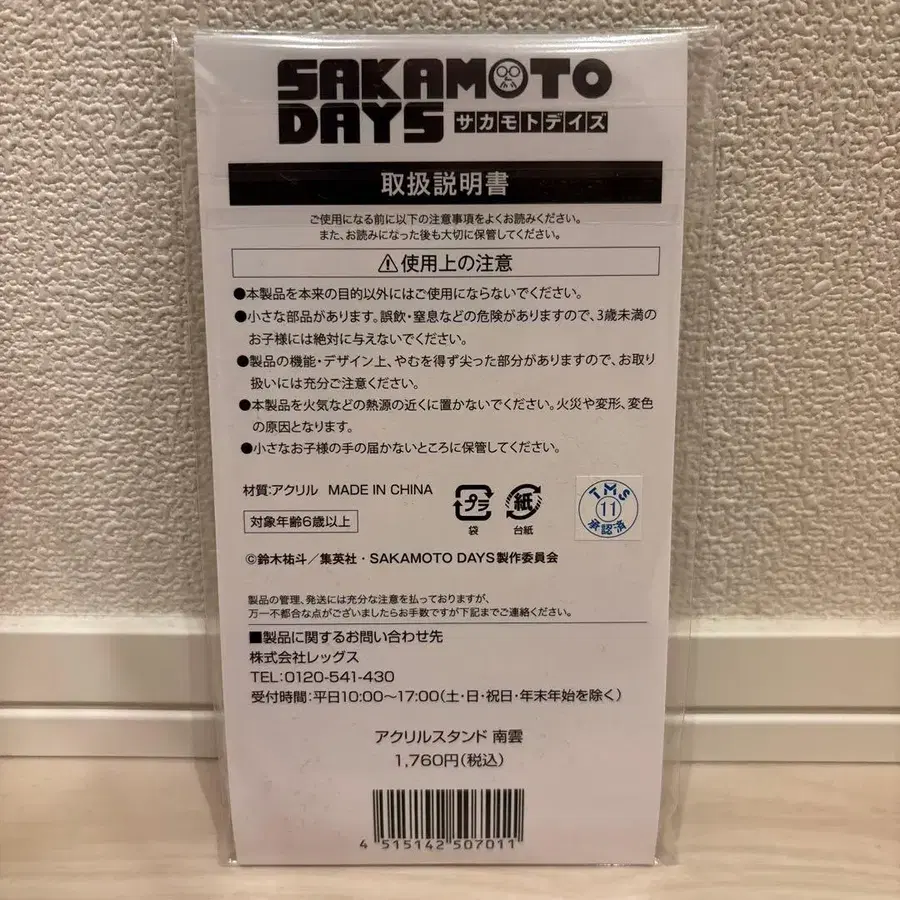 SAKAMOTO
DAYS サカモトデイズ
取扱説明書
ご使用になる前に以下の注意事項をよくお読みください。
また、お読みになった後も大切に保管してください。
⚠使用上の注意
●本製品を本来の目的以外にはご使用にならないでください。
●小さな部品があります。誤飲・窒息などの危険がありますので、3歳未満の
お子様には絶対に与えないでください。
●製品の機能・デザイン上、やむを得ず尖った部分がありますので、お取り
扱いには充分ご注意ください。
●本製品を火気などの熱源の近くに置かないでください。火災や変形、変色
の原因となります。
●小さなお子様の手の届かないところに保管してください。
材質:アクリル MADE IN CHINA
対象年齢6歳以上
プラ
袋
紙
台紙
TMS
11
承認済
©鈴木祐斗/集英社・SAKAMOTO DAYS製作委員会
製品の管理、発送には充分な注意を払っておりますが、
万一不都合な点がございましたらお手数ですが下記までご連絡ください。
■製品に関するお問い合わせ先
株式会社レッグス
TEL:0120-541-430
受付時間:平日10:00〜17:00(土・日・祝日・年末年始を除く)
アクリルスタンド 南雲
1,760円(税込)
4 515142 507011